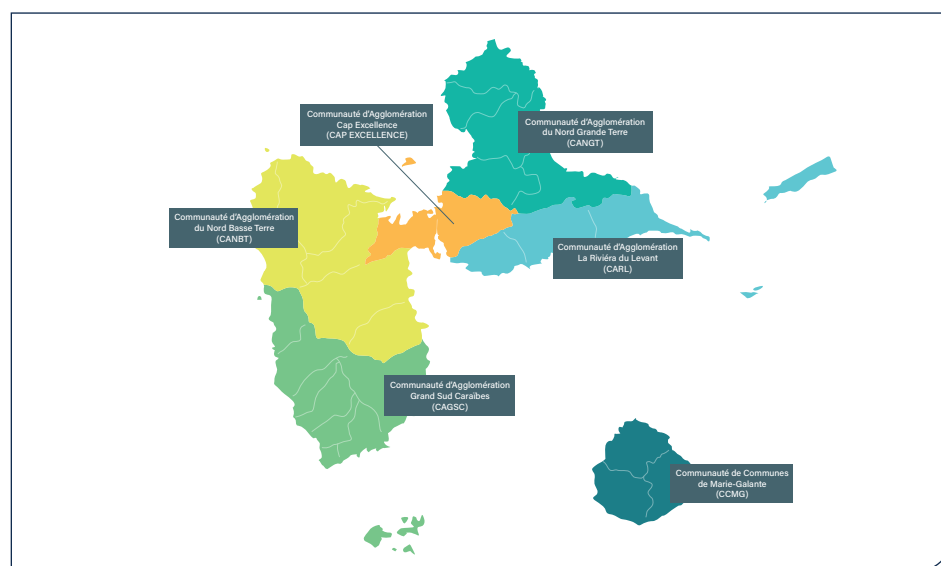 Communauté d'Agglomération
Cap Excellence
(CAP EXCELLENCE)
Communauté d'Agglomération
du Nord Grande Terre
(CANGT)
Communauté d'Agglomération
du Nord Basse Terre
(CANBT)
Communauté d'Agglomération
La Riviéra du Levant
(CARL)
Communauté d'Agglomération
Grand Sud Caraïbes
(CAGSC)
Communauté de Communes
de Marie-Galante
(CCMG)